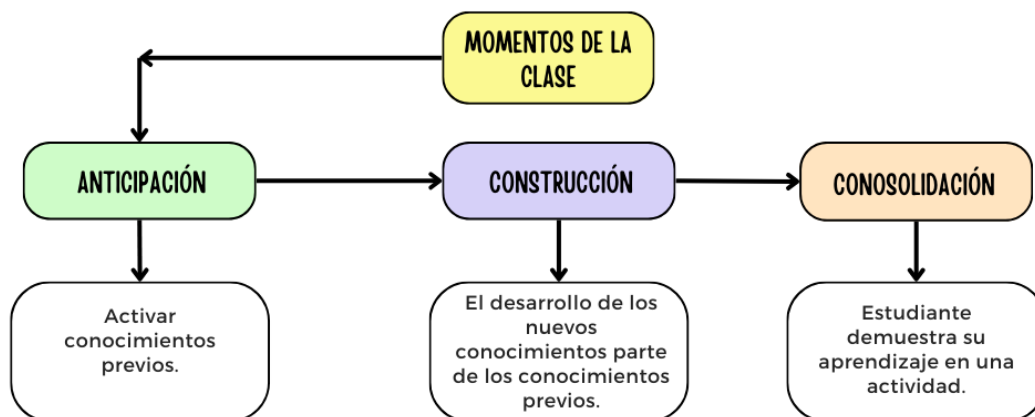 MOMENTOS DE LA
CLASE
ANTICIPACIÓN
CONSTRUCCIÓN
CONOSOLIDACIÓN
Activar
conocimientos
previos.
El desarrollo de los
nuevos
conocimientos parte
de los conocimientos
previos.
Estudiante
demuestra su
aprendizaje en una
actividad.